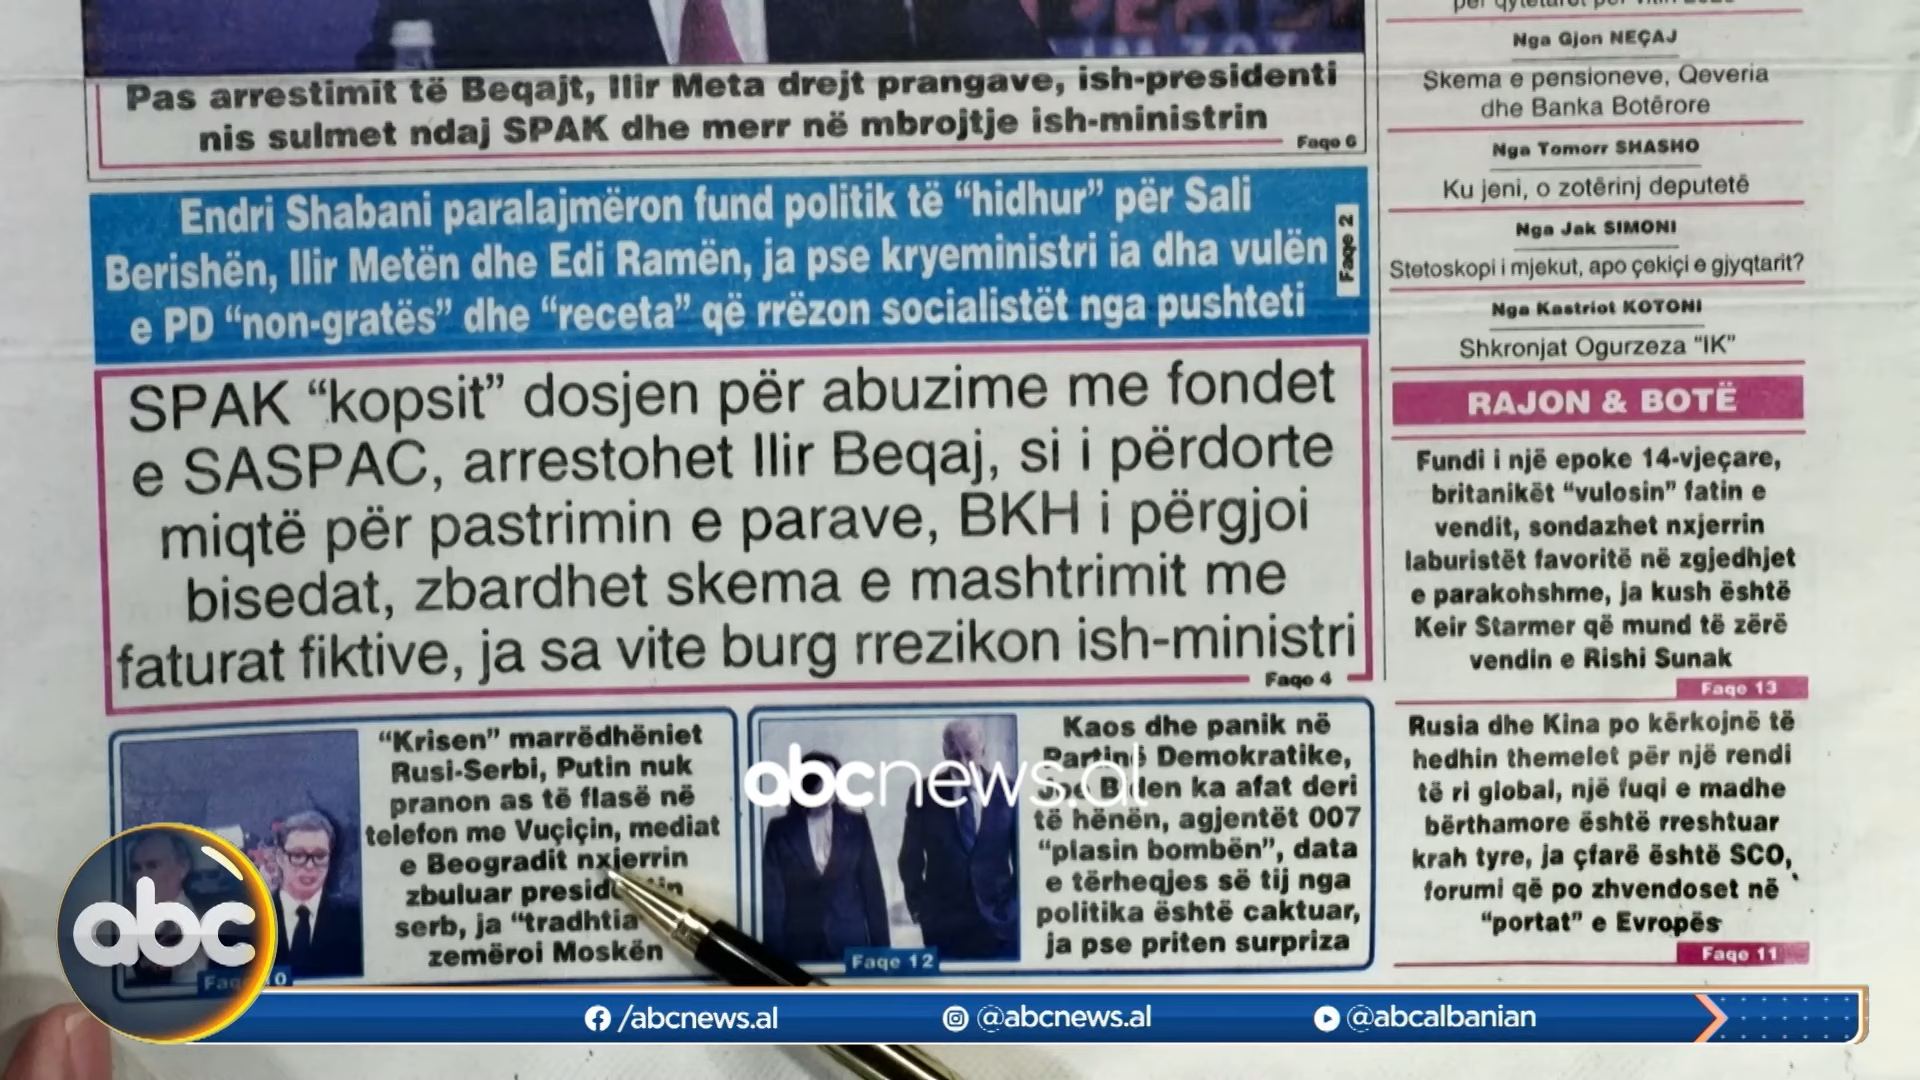 Pas arrestimit të Beqajt, Ilir Meta drejt prangave, ish-presidenti
nis sulmet ndaj SPAK dhe merr në mbrojtje ish-ministrin
Faqe 6
Endri Shabani paralajmëron fund politik të “hidhur” për Sali
Berishën, Ilir Metën dhe Edi Ramën, ja pse kryeministri ia dha vulën
e PD “non-gratës” dhe “receta” që rrëzon socialistët nga pushteti
Faqe 2
SPAK “kopsit” dosjen për abuzime me fondet
e SASPAC, arrestohet Ilir Beqaj, si i përdorte
miqtë për pastrimin e parave, BKH i përgjoi
bisedat, zbardhet skema e mashtrimit me
faturat fiktive, ja sa vite burg rrezikon ish-ministri
Faqe 4
“Krisen” marrëdhëniet
Rusi-Serbi, Putin nuk
pranon as të flasë në
telefon me Vuçiçin, mediat
e Beogradit nxjerrin
zbuluar
serb, ja “tradhtia
zemëroi Moskën
Kaos dhe panik në
Partinë Demokratike,
Joe Biden ka afat deri
të hënën, agjentët 007
“plasin bombën”, data
e tërheqjes së tij nga
politika është caktuar,
ja pse priten surpriza
Faqe 12
Nga Gjon NEÇAJ
Skema e pensioneve, Qeveria
dhe Banka Botërore
Nga Tomorr SHASHO
Ku jeni, o zotërinj deputetë
Nga Jak SIMONI
Stetoskopi i mjekut, apo çekiçi e gjyqtarit?
Nga Kastriot KOTONI
Shkronjat Ogurzeza “IK”
RAJON & BOTË
Fundi i një epoke 14-vjeçare,
britanikët “vulosin” fatin e
vendit, sondazhet nxjerrin
laburistët favoritë në zgjedhjet
e parakohshme, ja kush është
Keir Starmer që mund të zërë
vendin e Rishi Sunak
Faqe 13
Rusia dhe Kina po kërkojnë të
hedhin themelet për një rendi
të ri global, një fuqi e madhe
bërthamore është rreshtuar
krah tyre, ja çfarë është SCO,
forumi që po zhvendoset në
“portat” e Evropës
Faqe 11
abcnews.al
abc
/abcnews.al
@abcnews.al
@abcalbanian